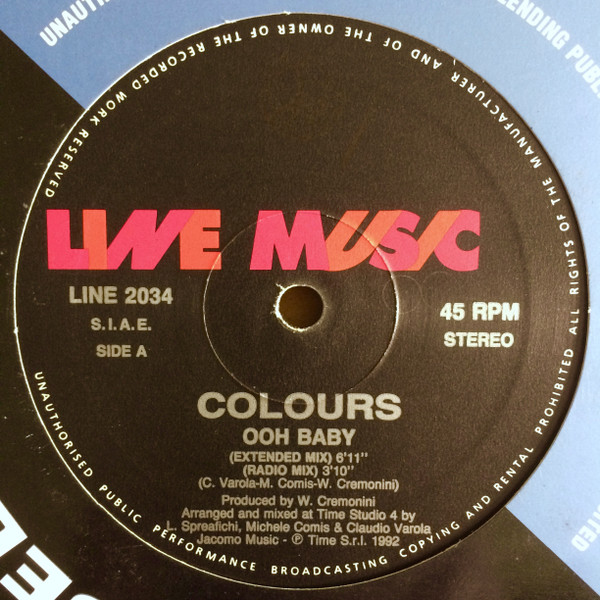 ALL RIGHTS OF THE MANUFACTURER AND OF THE OWNER OF THE RECORDED WORK RESERVED
LINE MUSIC
LINE 2034
S.I.A.E.
SIDE A
45 RPM
STEREO
COLOURS
OOH BABY
(EXTENDED MIX) 6'11"
(RADIO MIX) 3'10"
(C. Varola-M. Comis-W. Cremonini)
Produced by W. Cremonini
Arranged and mixed at Time Studio 4 by
L. Spreafichi, Michele Comis & Claudio Varola
Jacomo Music - ℗ Time S.r.l. 1992
UNAUTHORISED PUBLIC PERFORMANCE BROADCASTING COPYING AND RENTAL PROHIBITED